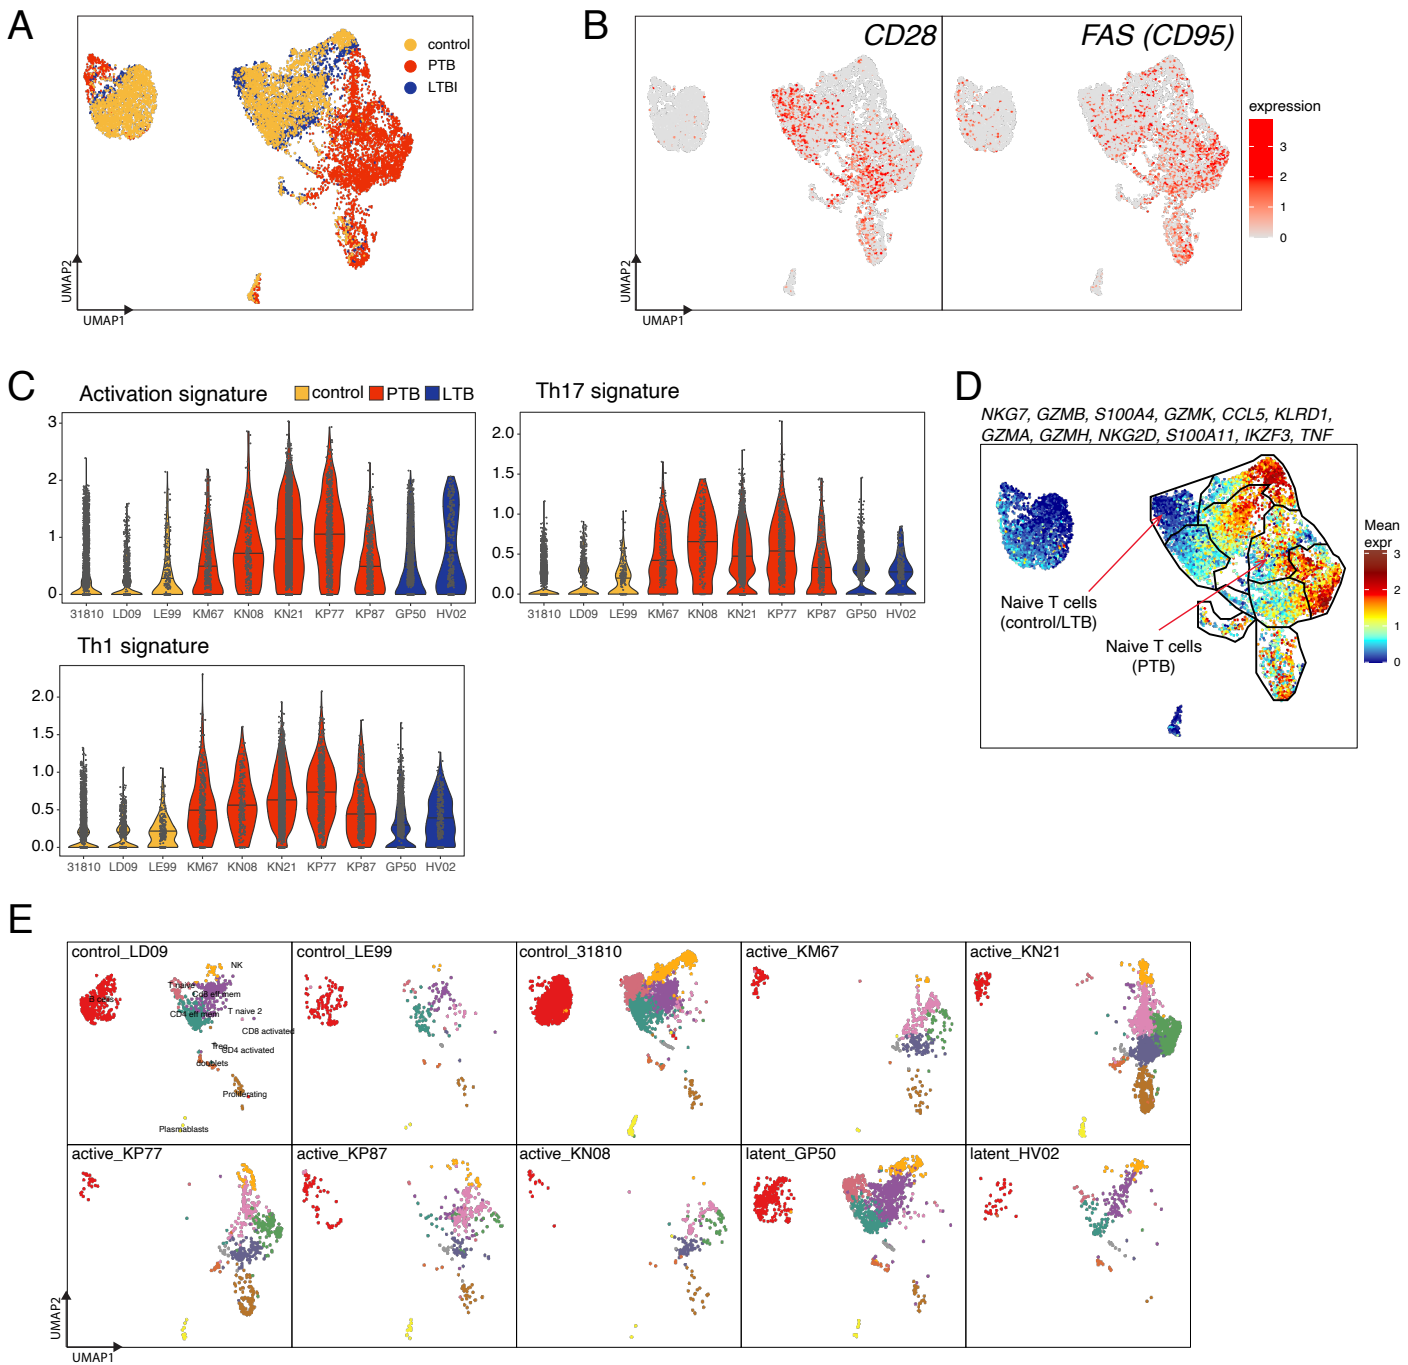 A
control
PTB
LTBI
UMAP2
UMAP1
B
CD28
FAS (CD95)
expression
3
2
1
0
UMAP2
UMAP1
C
Activation signature
control PTB LTB
3
2
1
0
31810 LD09 LE99 KM67 KN08 KN21 KP77 KP87 GP50 HV02
Th17 signature
2.0
1.5
1.0
0.5
0.0
31810 LD09 LE99 KM67 KN08 KN21 KP77 KP87 GP50 HV02
Th1 signature
2.0
1.5
1.0
0.5
0.0
31810 LD09 LE99 KM67 KN08 KN21 KP77 KP87 GP50 HV02
D
NKG7, GZMB, S100A4, GZMK, CCL5, KLRD1,
GZMA, GZMH, NKG2D, S100A11, IKZF3, TNF
Naive T cells
(control/LTB)
Naive T cells
(PTB)
Mean
expr
3
2
1
0
E
control_LD09
NK
T naive
B cells
Cd8 eff mem
CD4 eff mem
T naive 2
CD8 activated
Treg
CD4 activated
doublets
Proliferating
Plasmablasts
control_LE99
control_31810
active_KM67
active_KN21
active_KP77
active_KP87
active_KN08
latent_GP50
latent_HV02
UMAP2
UMAP1